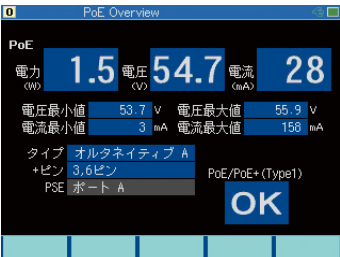 0 PoE Overview
PoE
電力 (W) 1.5 電圧 (V) 54.7 電流 (mA) 28
電圧最小値 53.7 V 電圧最大値 55.9 V
電流最小値 3 mA 電流最大値 158 mA
タイプ オルタネイティブ A
+ピン 3,6ピン PoE/PoE+(Type1)
PSE ポート A
OK